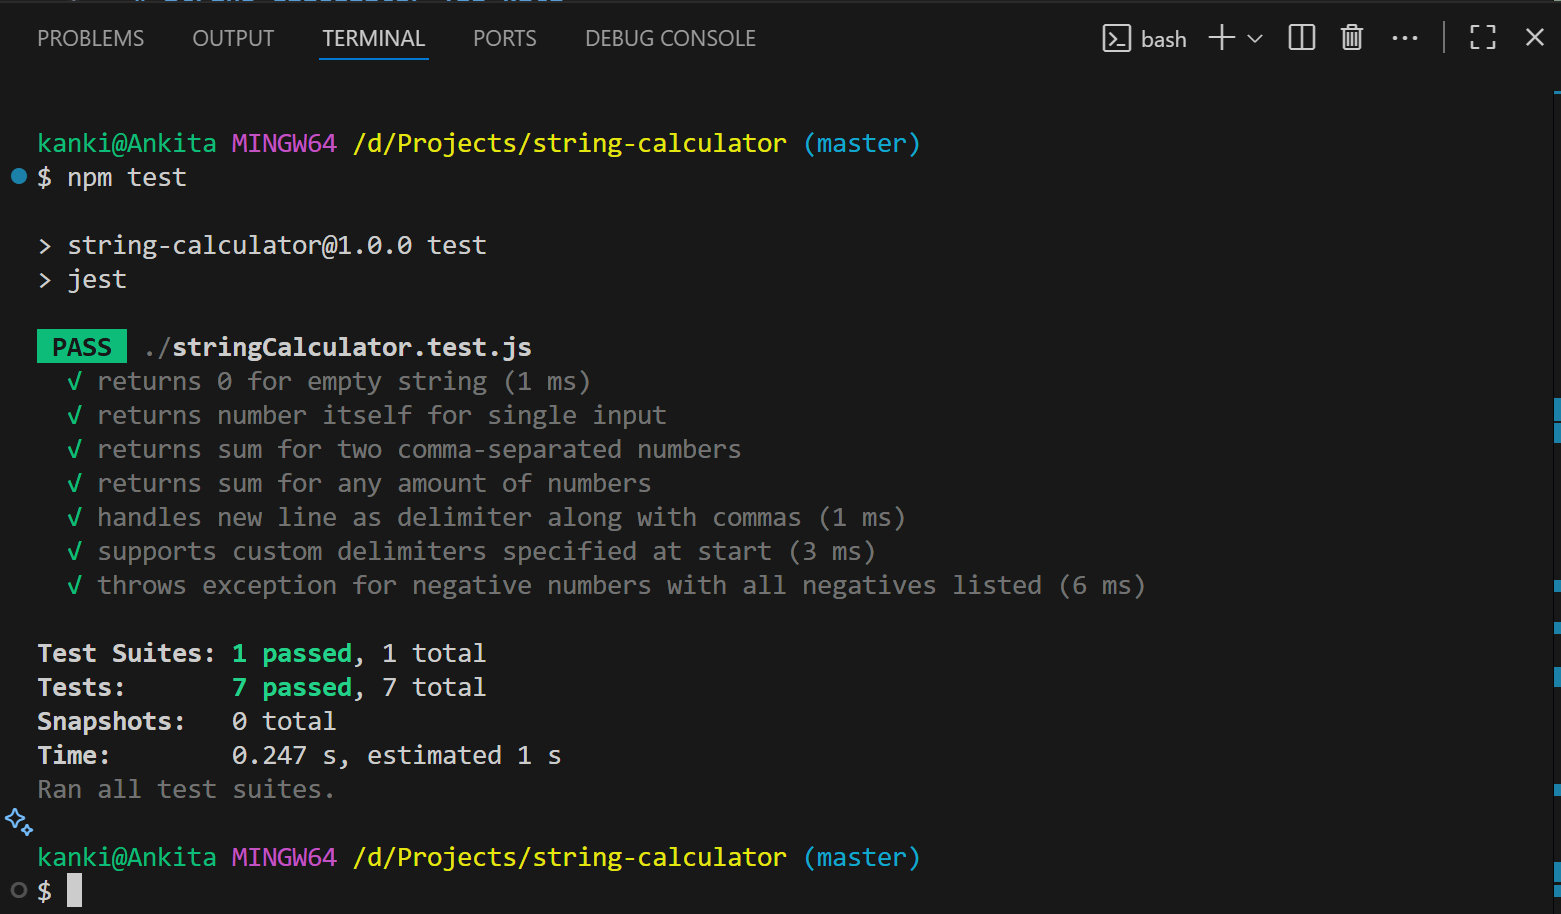 PROBLEMS OUTPUT TERMINAL PORTS DEBUG CONSOLE bash
kanki@Ankita MINGW64 /d/Projects/string-calculator (master)
$ npm test
> string-calculator@1.0.0 test
> jest
PASS ./stringCalculator.test.js
√ returns 0 for empty string (1 ms)
√ returns number itself for single input
√ returns sum for two comma-separated numbers
√ returns sum for any amount of numbers
√ handles new line as delimiter along with commas (1 ms)
√ supports custom delimiters specified at start (3 ms)
√ throws exception for negative numbers with all negatives listed (6 ms)
Test Suites: 1 passed, 1 total
Tests: 7 passed, 7 total
Snapshots: 0 total
Time: 0.247 s, estimated 1 s
Ran all test suites.
kanki@Ankita MINGW64 /d/Projects/string-calculator (master)
$